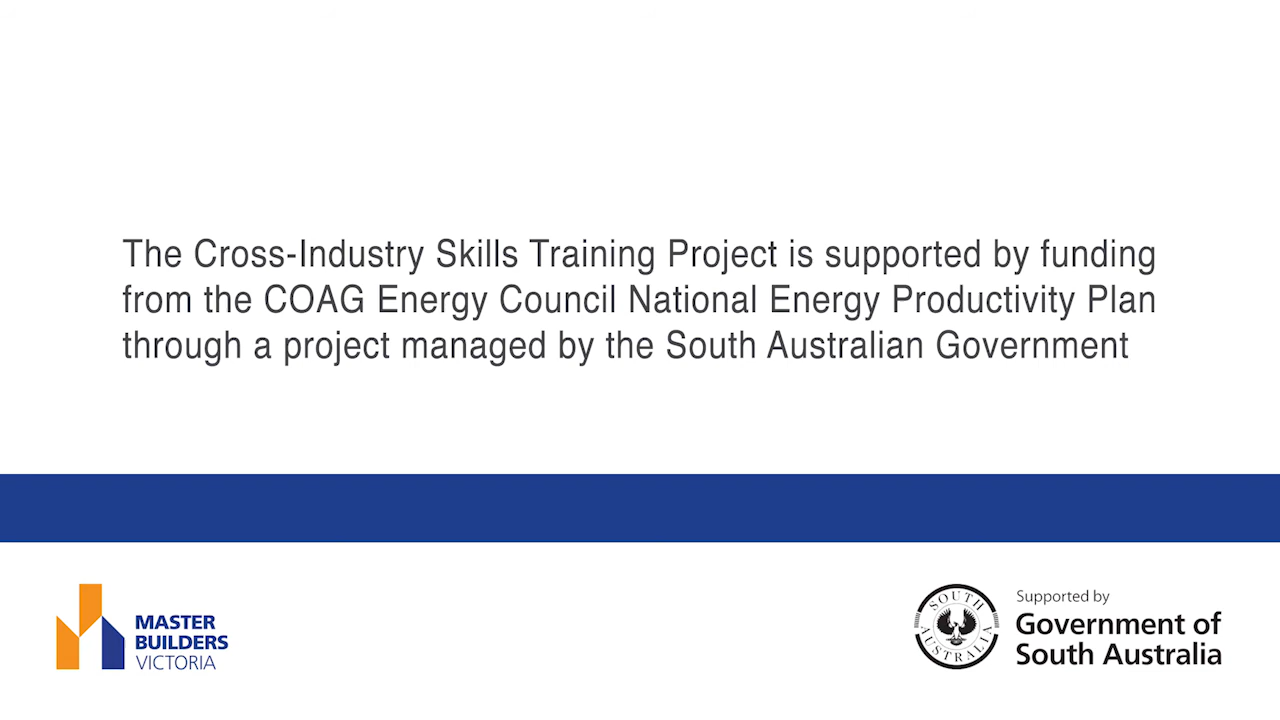 The Cross-Industry Skills Training Project is supported by funding
from the COAG Energy Council National Energy Productivity Plan
through a project managed by the South Australian Government
MASTER
BUILDERS
VICTORIA
SOUTH
AUSTRALIA
Supported by
Government of
South Australia